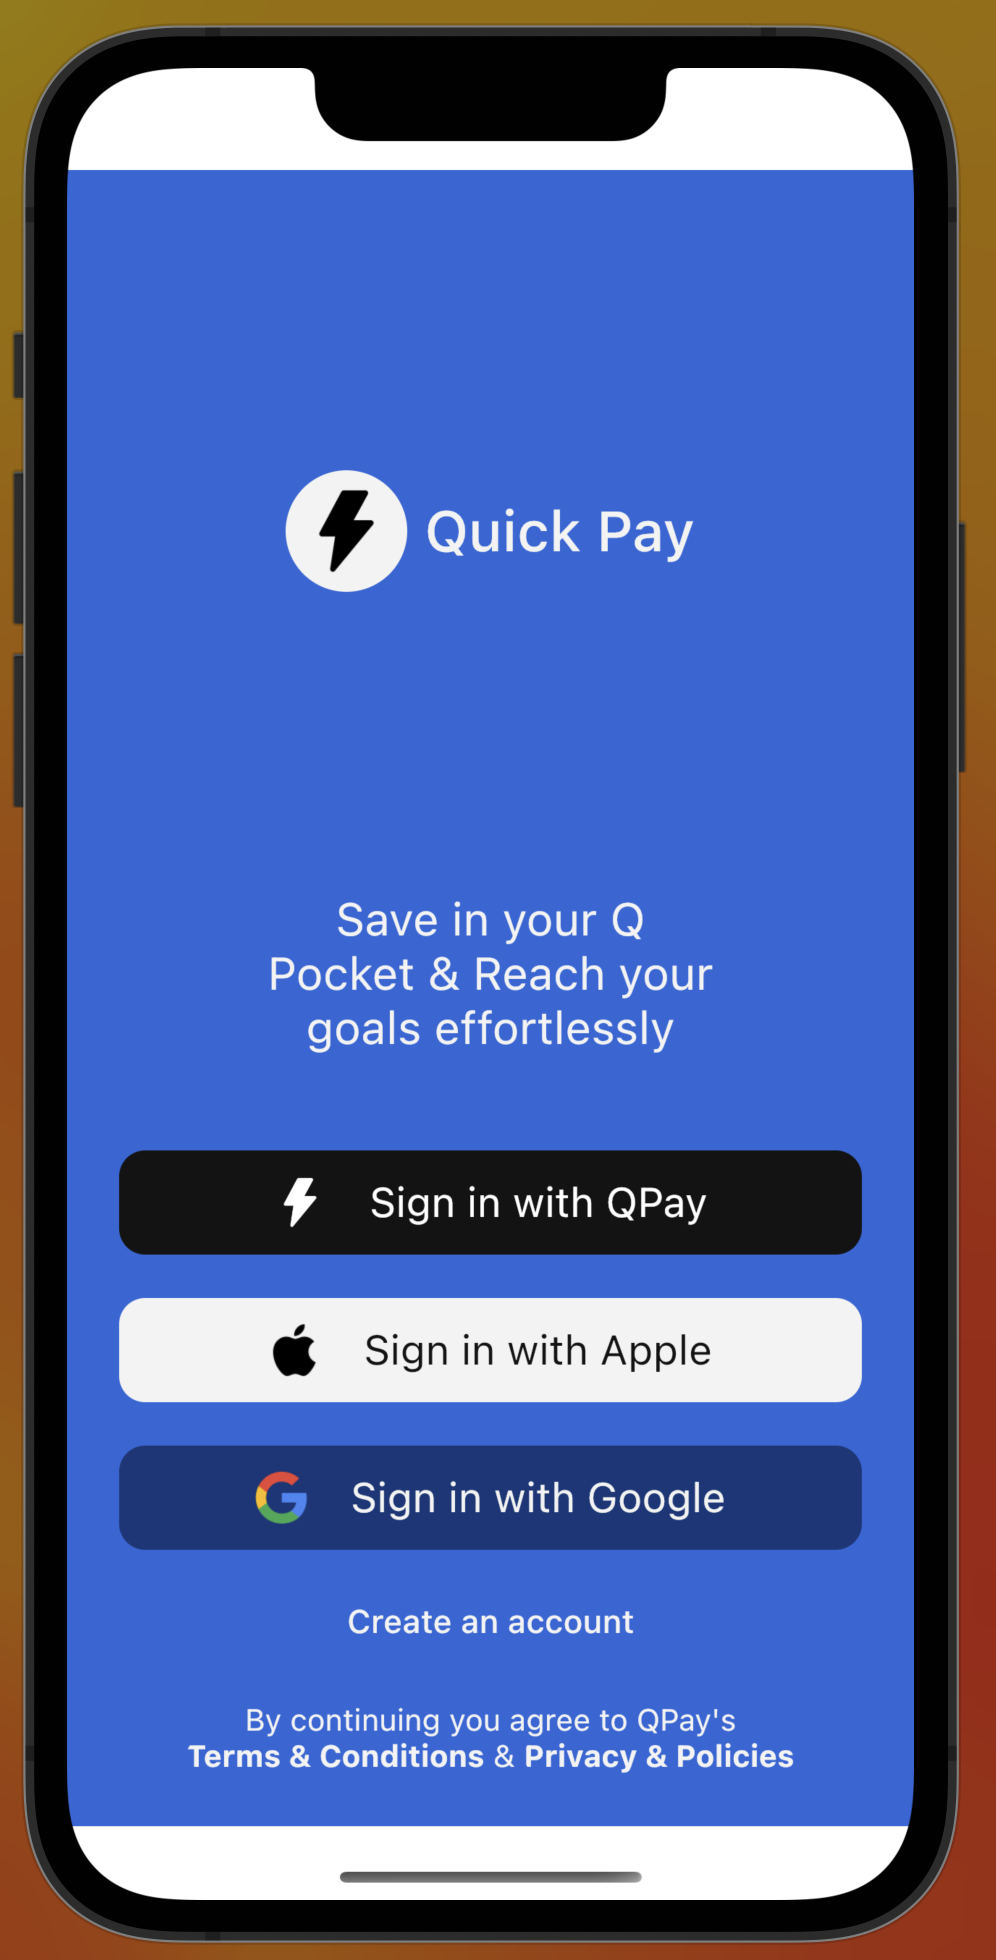 Quick Pay
Save in your Q
Pocket & Reach your
goals effortlessly
Sign in with QPay
Sign in with Apple
Sign in with Google
Create an account
By continuing you agree to QPay's
Terms & Conditions & Privacy & Policies